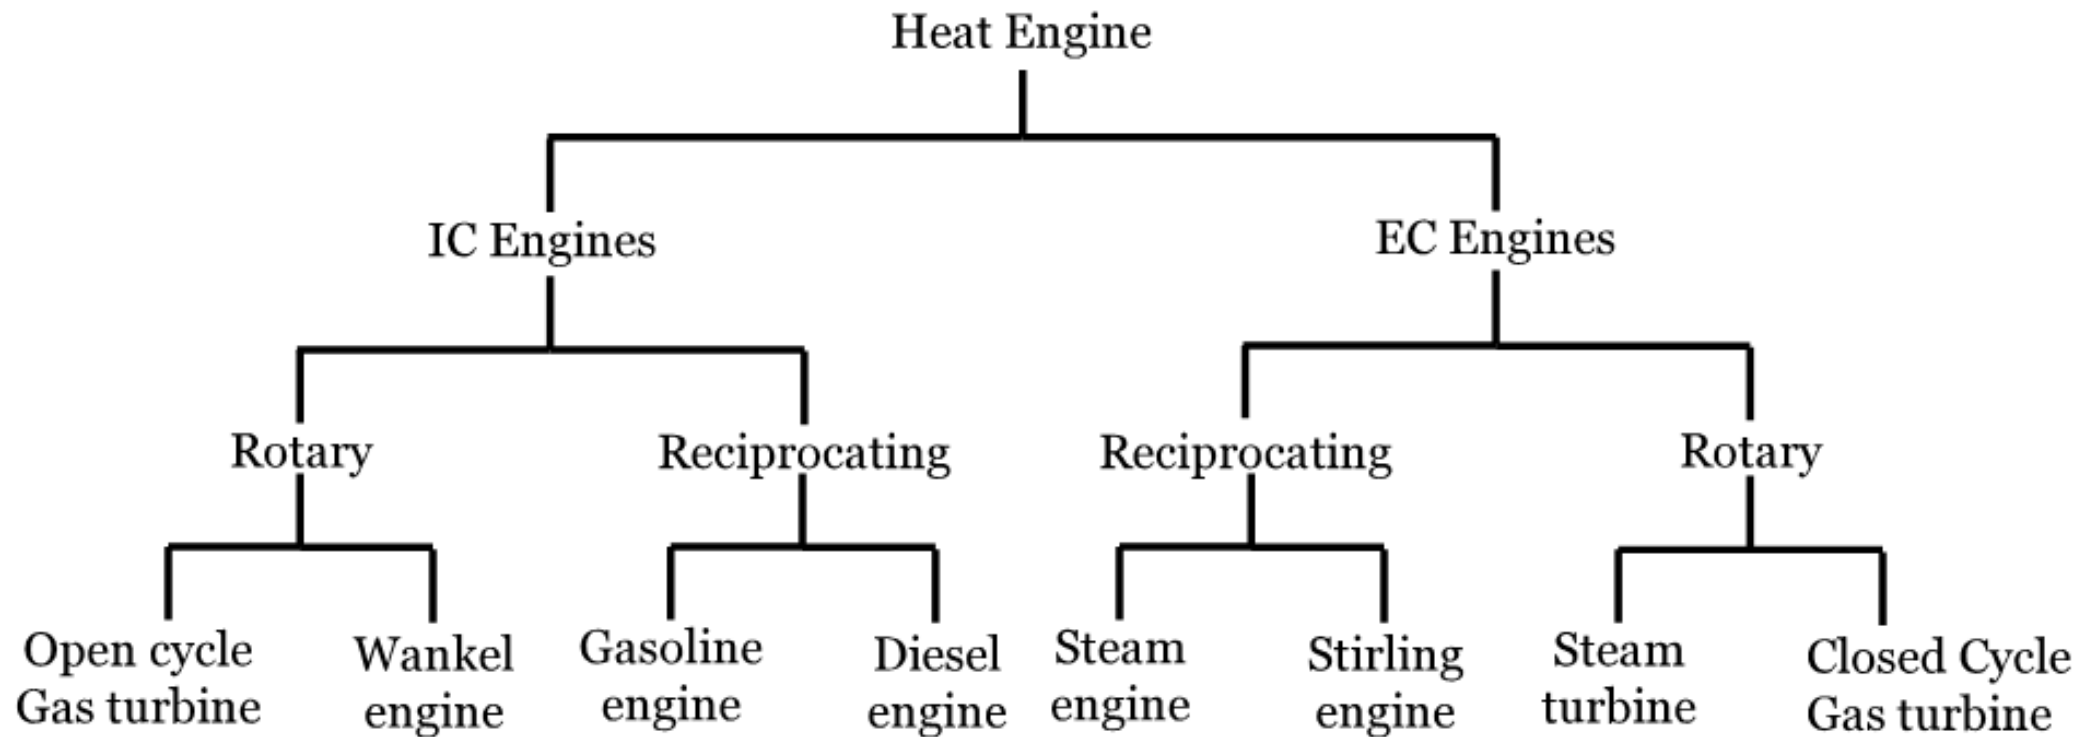 Heat Engine
IC Engines
EC Engines
Rotary
Reciprocating
Reciprocating
Rotary
Open cycle
Gas turbine
Wankel
engine
Gasoline
engine
Diesel
engine
Steam
engine
Stirling
engine
Steam
turbine
Closed Cycle
Gas turbine